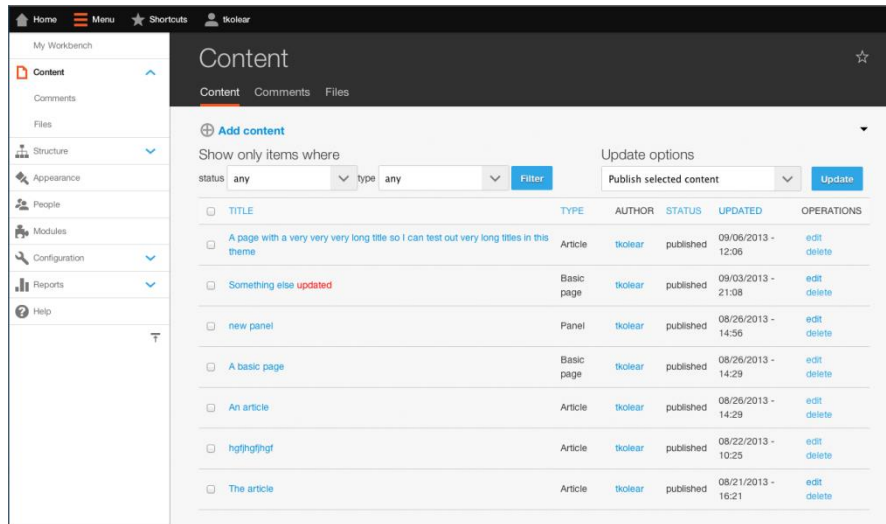 Home Menu Shortcuts tkolear
My Workbench
Content
Comments
Files
Structure
Appearance
People
Modules
Configuration
Reports
Help
Content
Content Comments Files
Add content
Show only items where
status any type any Filter
Update options
Publish selected content Update
TITLE TYPE AUTHOR STATUS UPDATED OPERATIONS
A page with a very very very long title so I can test out very long titles in this
theme
Article tkolear published
09/06/2013 -
12:06
edit
delete
Something else updated
Basic
page
tkolear published
09/03/2013 -
21:08
edit
delete
new panel Panel tkolear published
08/26/2013 -
14:56
edit
delete
A basic page
Basic
page
tkolear published
08/26/2013 -
14:29
edit
delete
An article Article tkolear published
08/26/2013 -
14:29
edit
delete
hgfjhgfjhgf Article tkolear published
08/22/2013 -
10:25
edit
delete
The article Article tkolear published
08/21/2013 -
16:21
edit
delete